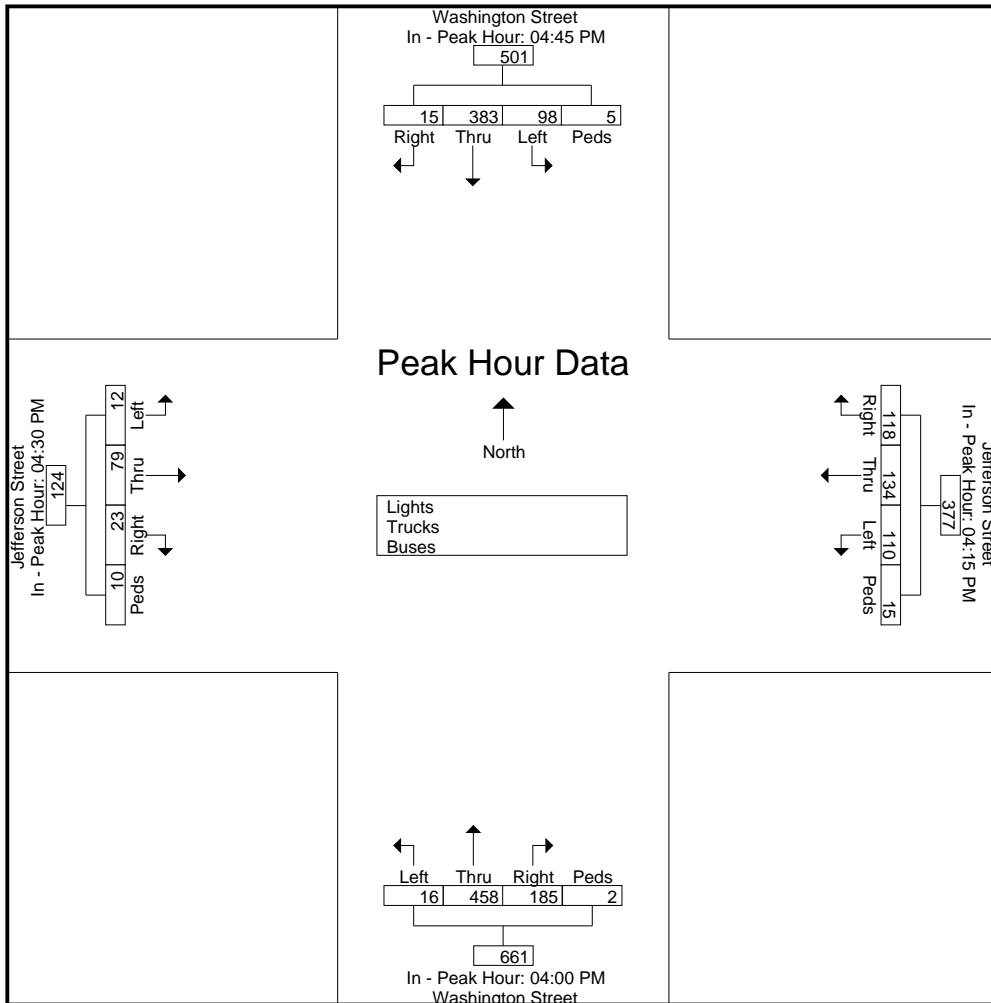 Washington Street
In - Peak Hour: 04:45 PM
501
15 383 98 5
Right Thru Left Peds
Peak Hour Data
North
Lights
Trucks
Buses
Jefferson Street
In - Peak Hour: 04:30 PM
124
12 79 23 10
Left Thru Right Peds
Jefferson Street
In - Peak Hour: 04:15 PM
377
118 134 110 15
Right Thru Left Peds
Left Thru Right Peds
16 458 185 2
661
In - Peak Hour: 04:00 PM
Washington Street